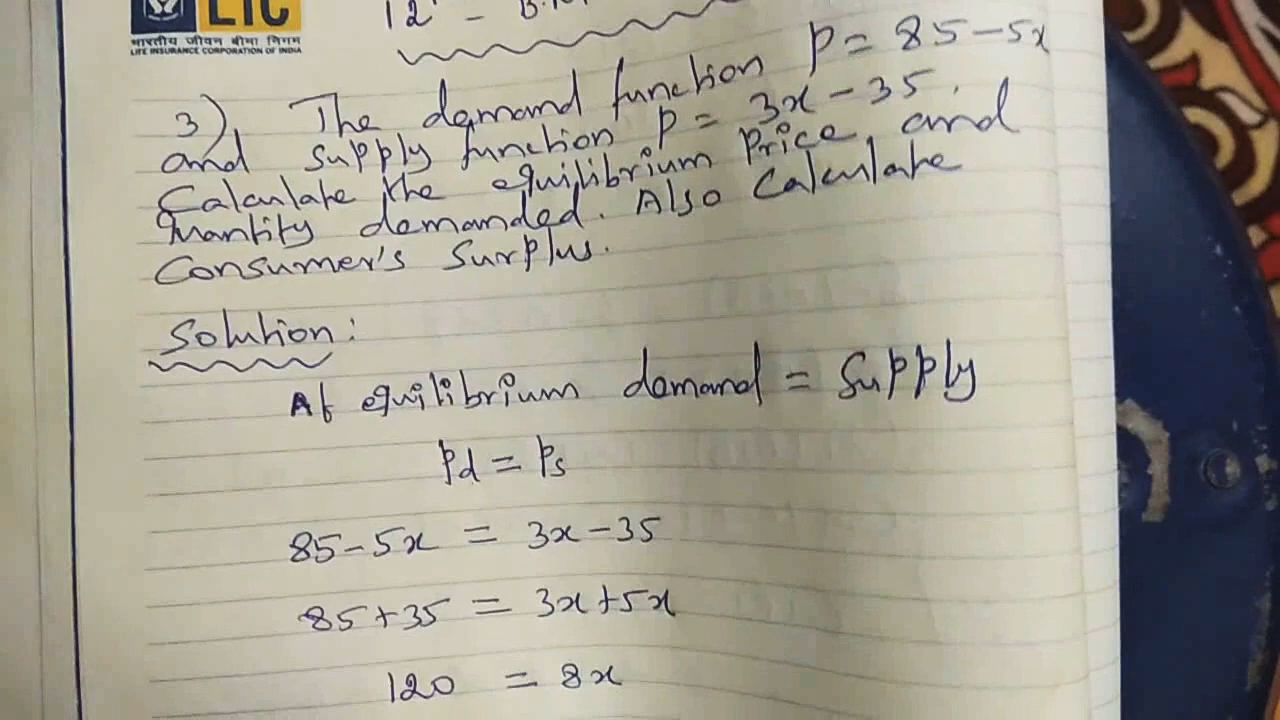 LIC
भारतीय जीवन बीमा निगम
LIFE INSURANCE CORPORATION OF INDIA
12 -
3), The demand function p = 85-5x
and supply function p = 3x - 35.
Calculate the equilibrium price, and
quantity demanded. Also calculate
Consumer's surplus.
Solution:
At equilibrium demand = Supply
Pd = Ps
85-5x = 3x-35
85+35 = 3x+5x
120 = 8x